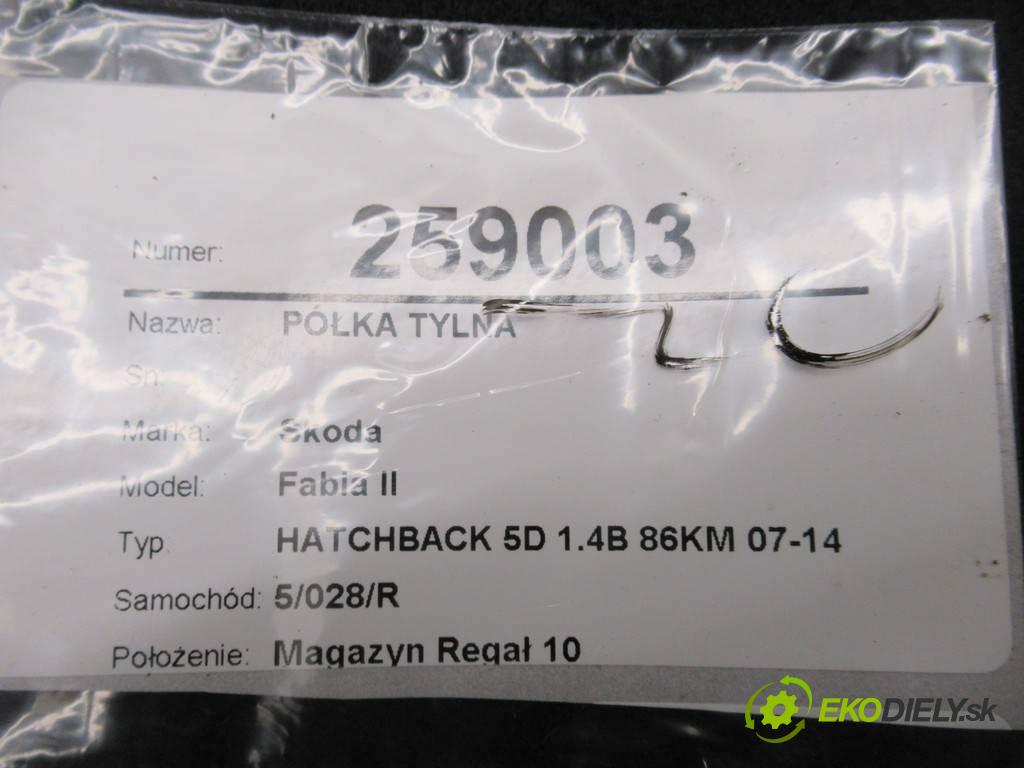 Numer: 259003
Nazwa: PÓŁKA TYLNA
Sn
Marka: Skoda
Model: Fabia II
Typ HATCHBACK 5D 1.4B 86KM 07-14
Samochód: 5/028/R
Położenie: Magazyn Regał 10
EKODIELY.sk